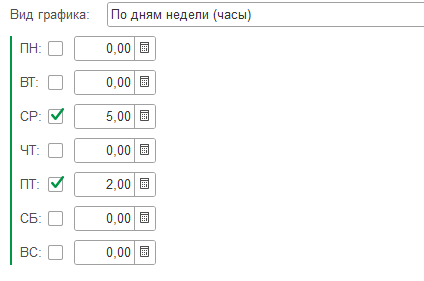 Вид графика: По дням недели (часы)
ПН: 0,00
ВТ: 0,00
СР: 5,00
ЧТ: 0,00
ПТ: 2,00
СБ: 0,00
ВС: 0,00